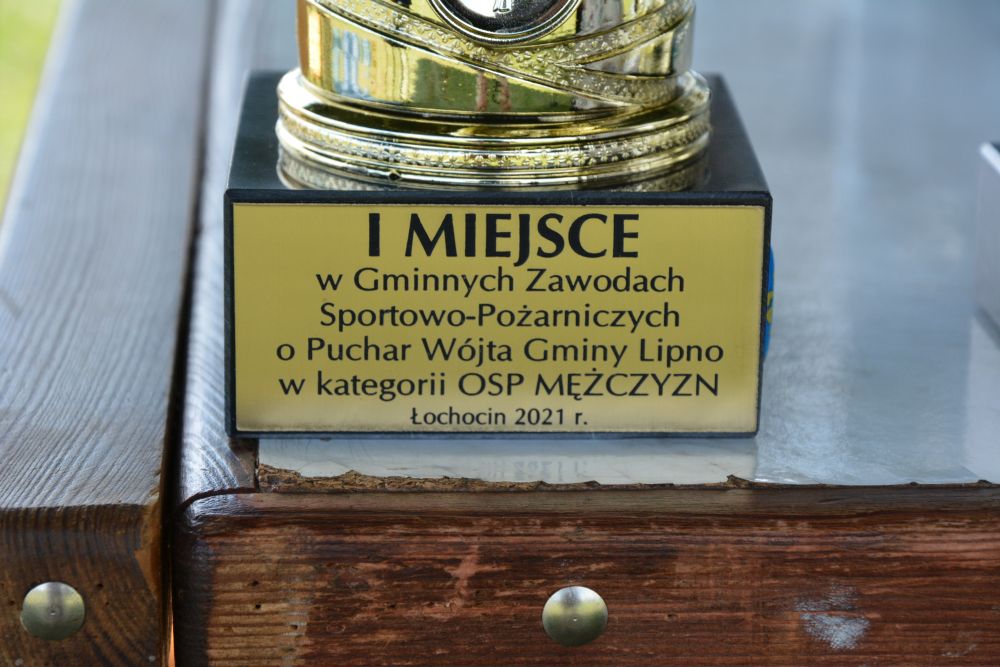 I MIEJSCE
w Gminnych Zawodach
Sportowo-Pożarniczych
o Puchar Wójta Gminy Lipno
w kategorii OSP MĘŻCZYZN
Łochocin 2021 r.